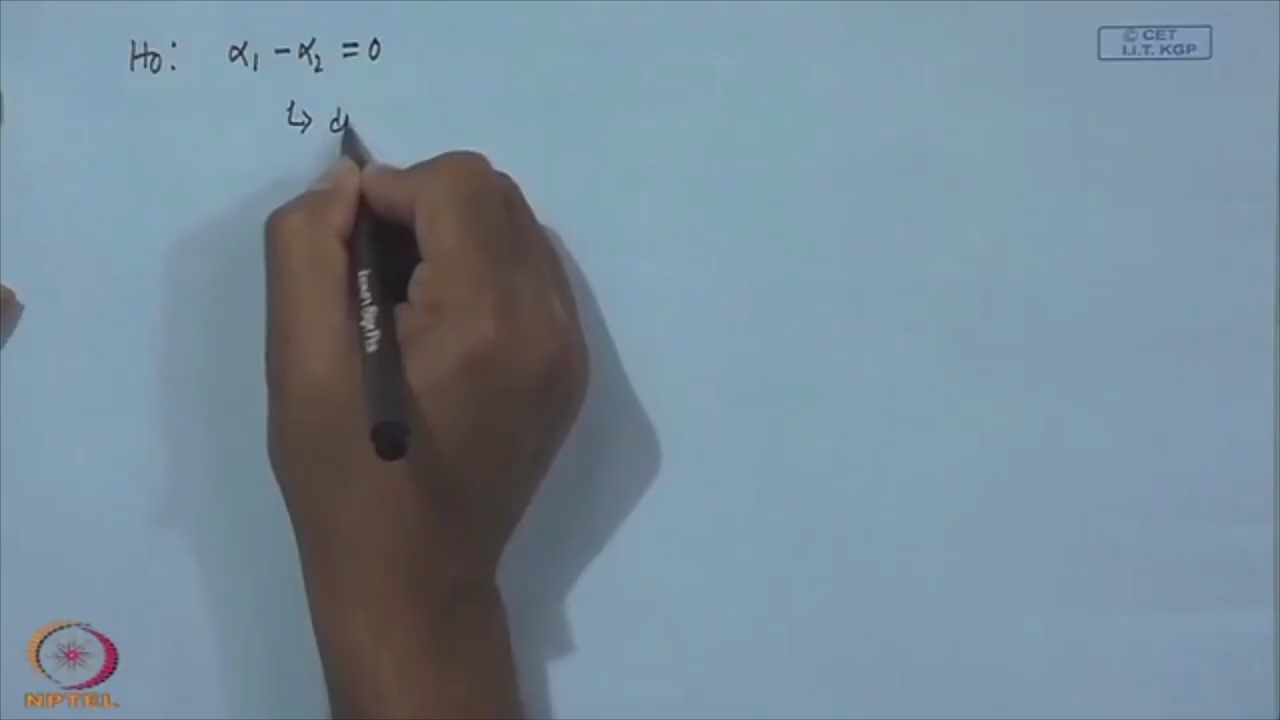 H₀: α₁ - α₂ = 0
↳ d
© CET
I.I.T. KGP
NPTEL